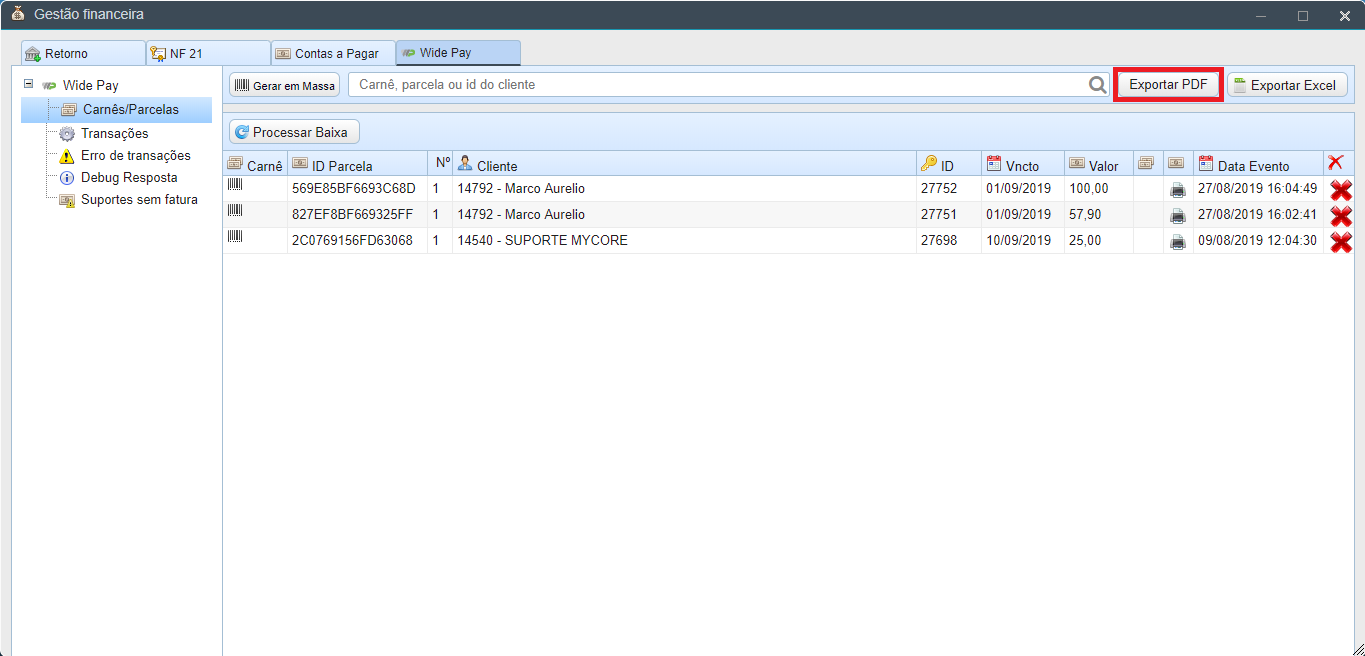 Gestão financeira
Retorno NF 21 Contas a Pagar Wide Pay
Wide Pay
Carnês/Parcelas
Transações
Erro de transações
Debug Resposta
Suportes sem fatura
Gerar em Massa Carnê, parcela ou id do cliente Exportar PDF Exportar Excel
Processar Baixa
Carnê ID Parcela Nº Cliente ID Vncto Valor Data Evento
569E85BF6693C68D 1 14792 - Marco Aurelio 27752 01/09/2019 100,00 27/08/2019 16:04:49
827EF8BF669325FF 1 14792 - Marco Aurelio 27751 01/09/2019 57,90 27/08/2019 16:02:41
2C0769156FD63068 1 14540 - SUPORTE MYCORE 27698 10/09/2019 25,00 09/08/2019 12:04:30